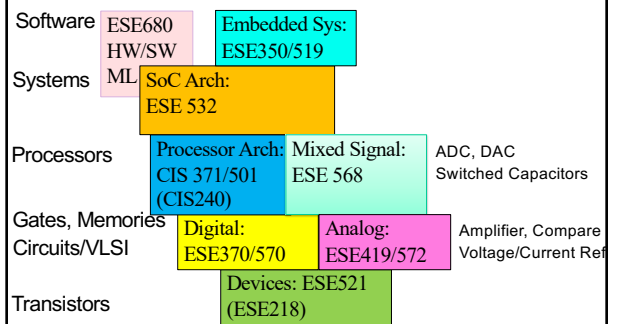 Software
ESE680
HW/SW
ML
Embedded Sys:
ESE350/519
Systems
SoC Arch:
ESE 532
Processors
Processor Arch:
CIS 371/501
(CIS240)
Mixed Signal:
ESE 568
ADC, DAC
Switched Capacitors
Gates, Memories
Circuits/VLSI
Digital:
ESE370/570
Analog:
ESE419/572
Amplifier, Compare
Voltage/Current Ref
Transistors
Devices: ESE521
(ESE218)